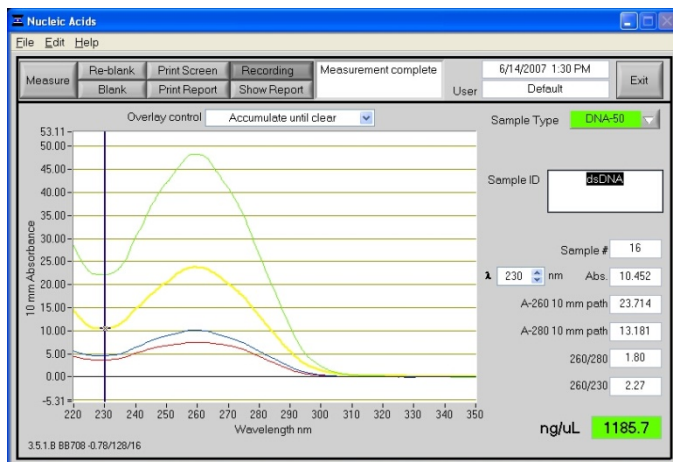 Nucleic Acids
File Edit Help
Measure
Re-blank Print Screen Recording
Blank Print Report Show Report
Measurement complete
6/14/2007 1:30 PM
User Default
Exit
Overlay control Accumulate until clear
Sample Type DNA-50
Sample ID dsDNA
Sample # 16
λ 230 nm Abs. 10.452
A-260 10 mm path 23.714
A-280 10 mm path 13.181
260/280 1.80
260/230 2.27
ng/uL 1185.7
10 mm Absorbance
53.11
50.00
45.00
40.00
35.00
30.00
25.00
20.00
15.00
10.00
5.00
0.00
-5.31
220 230 240 250 260 270 280 290 300 310 320 330 340 350
Wavelength nm
3.5.1.B BB708 -0.78/128/16